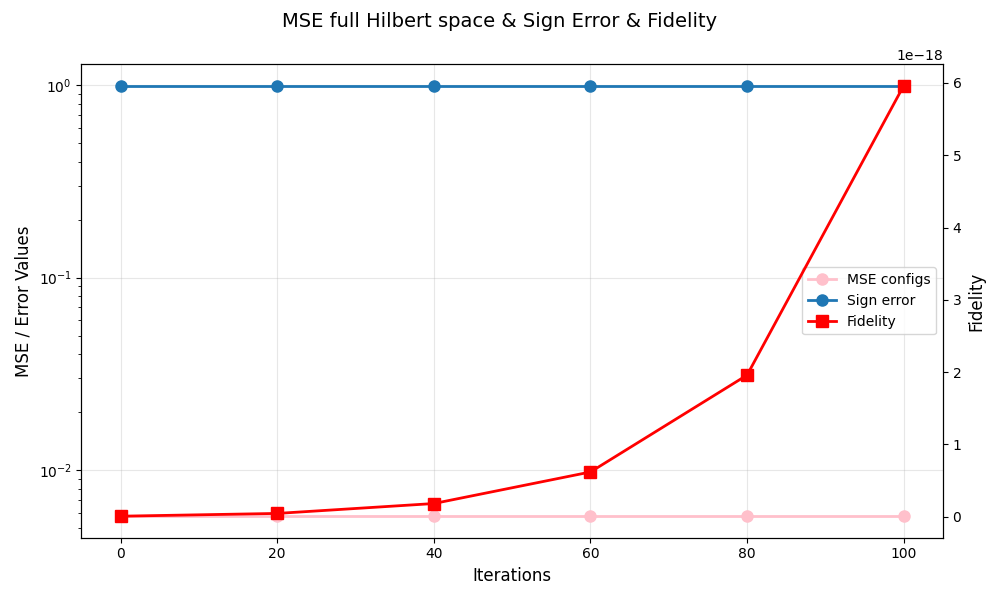 MSE full Hilbert space & Sign Error & Fidelity
1e−18
10⁰
10⁻¹
10⁻²
MSE / Error Values
6
5
4
3
2
1
0
Fidelity
MSE configs
Sign error
Fidelity
0 20 40 60 80 100
Iterations